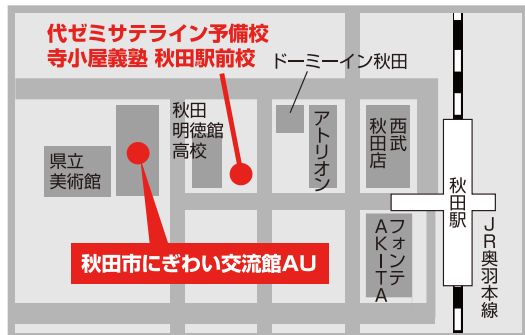 代ゼミサテライン予備校
寺小屋義塾 秋田駅前校
ドーミーイン秋田
秋田
明徳館
高校
アトリオン
西武
秋田店
県立
美術館
秋田駅
フォンテ
AKITA
JR奥羽本線
秋田市にぎわい交流館AU